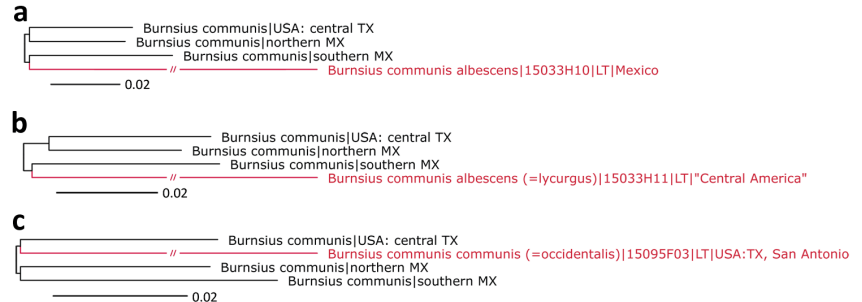 a
Burnsius communis|USA: central TX
Burnsius communis|northern MX
Burnsius communis|southern MX
Burnsius communis albescens|15033H10|LT|Mexico
0.02
b
Burnsius communis|USA: central TX
Burnsius communis|northern MX
Burnsius communis|southern MX
Burnsius communis albescens (=lycurgus)|15033H11|LT|"Central America"
0.02
c
Burnsius communis|USA: central TX
Burnsius communis communis (=occidentalis)|15095F03|LT|USA:TX, San Antonio
Burnsius communis|northern MX
Burnsius communis|southern MX
0.02